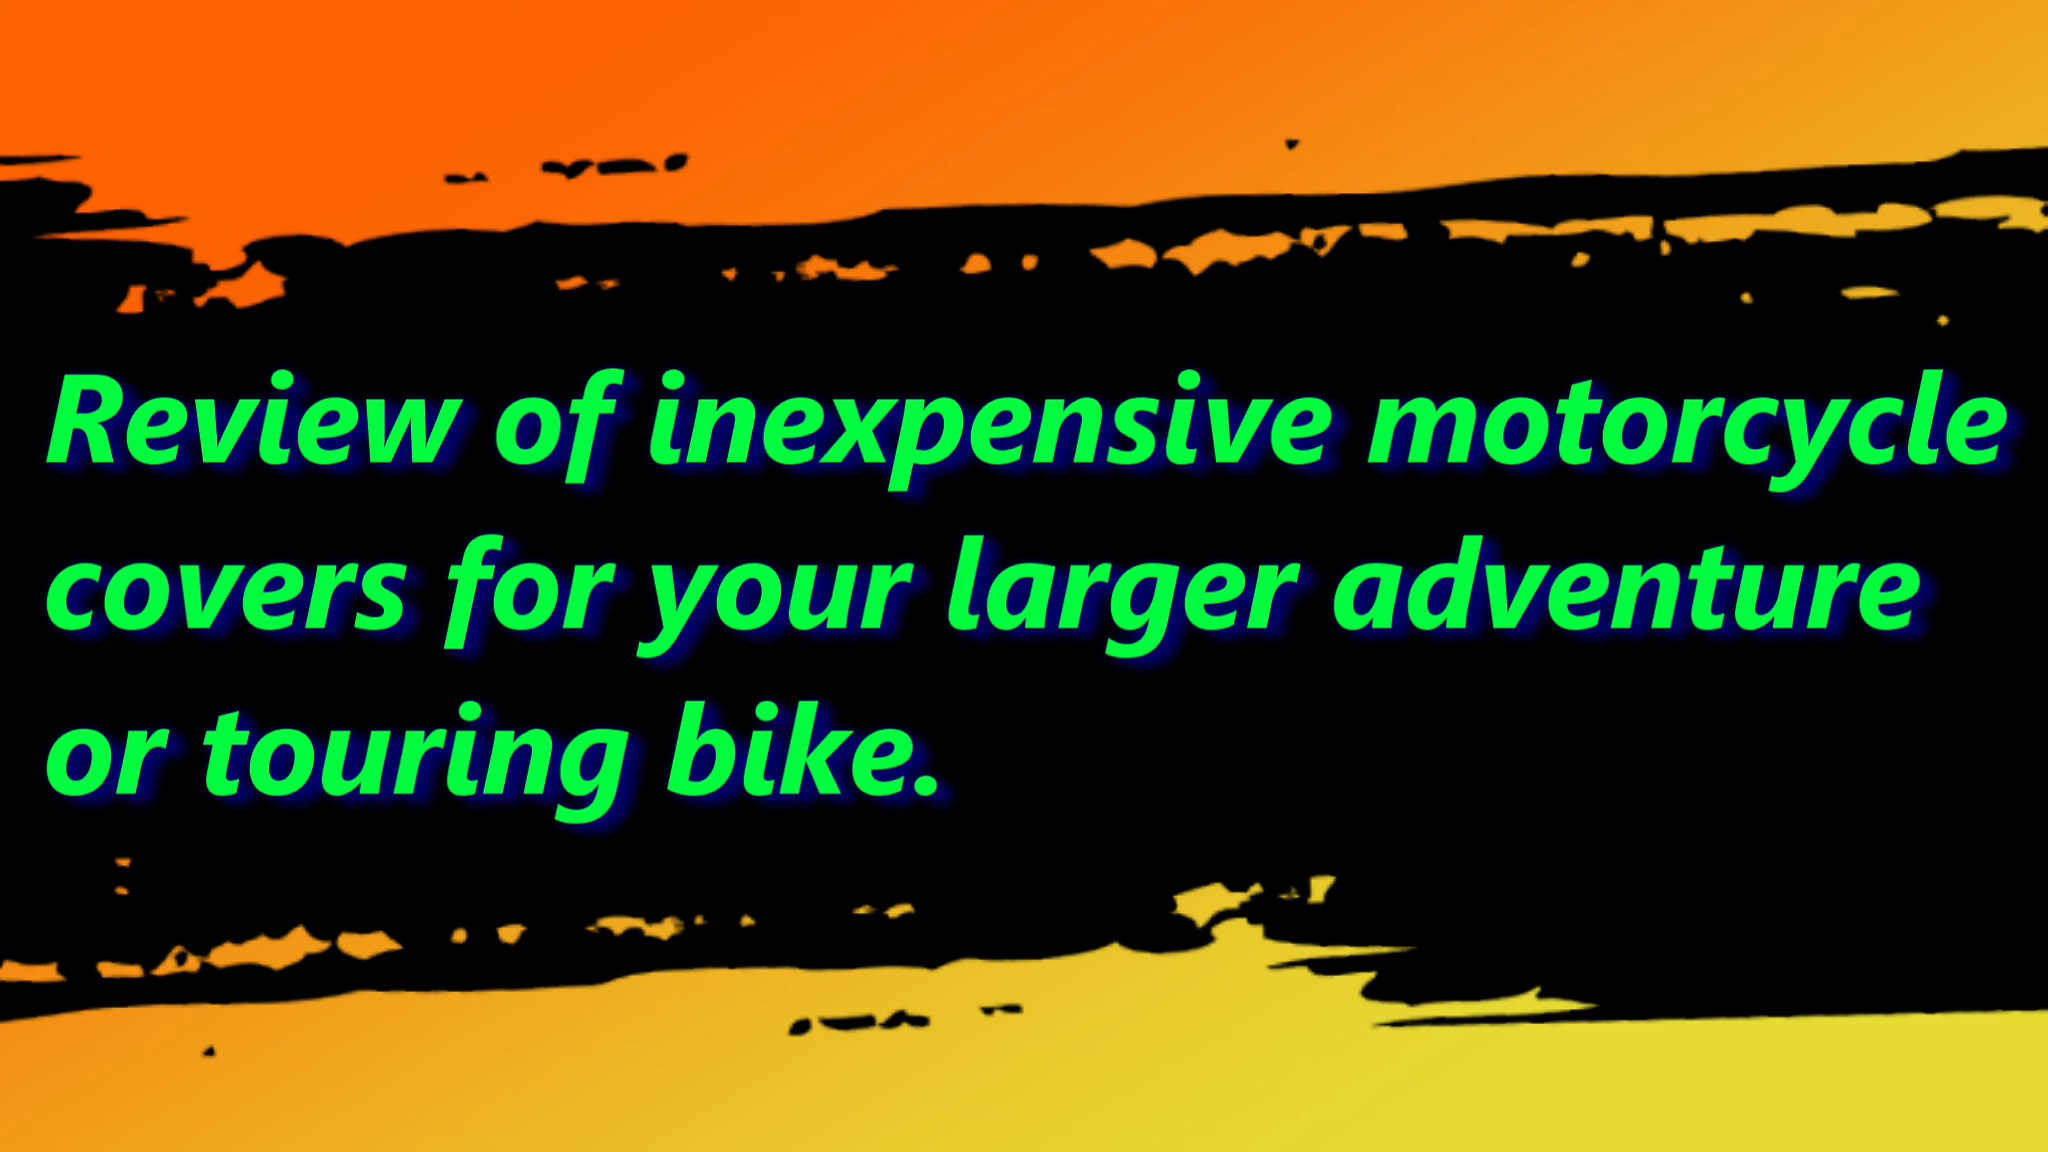 Review of inexpensive motorcycle
covers for your larger adventure
or touring bike.